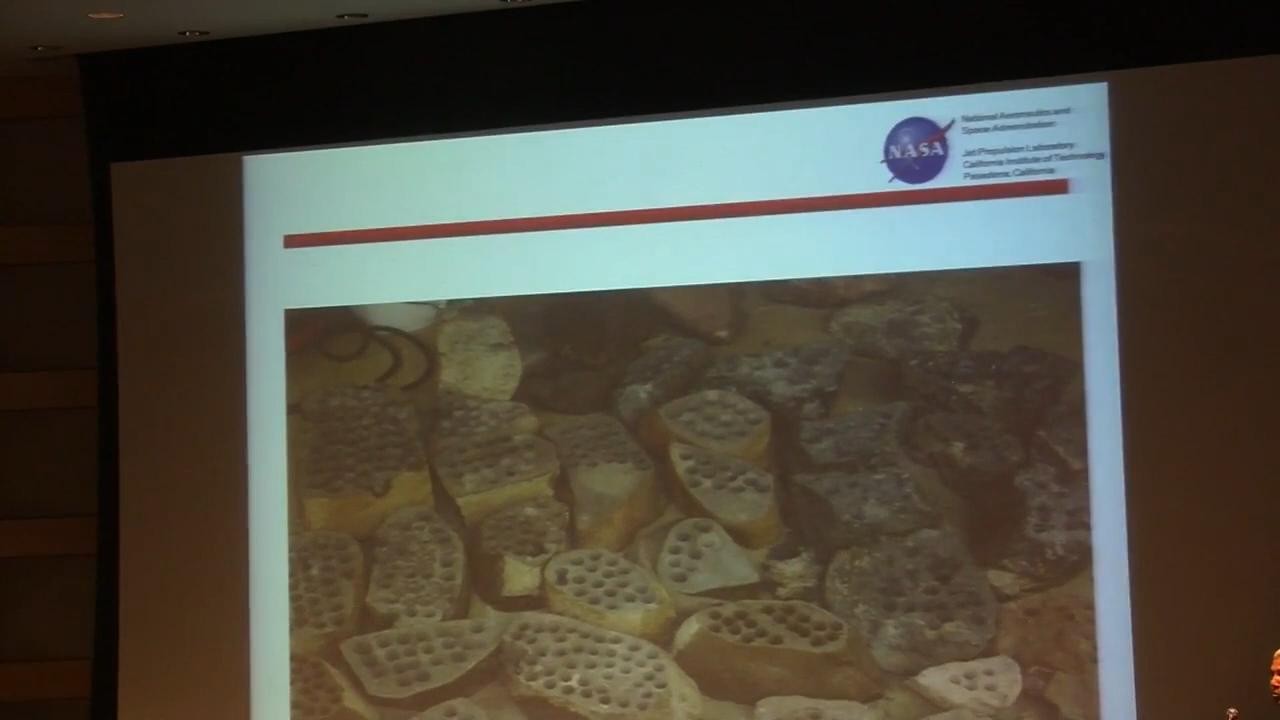 NASA
National Aeronautics and
Space Administration
Jet Propulsion Laboratory
California Institute of Technology
Pasadena, California